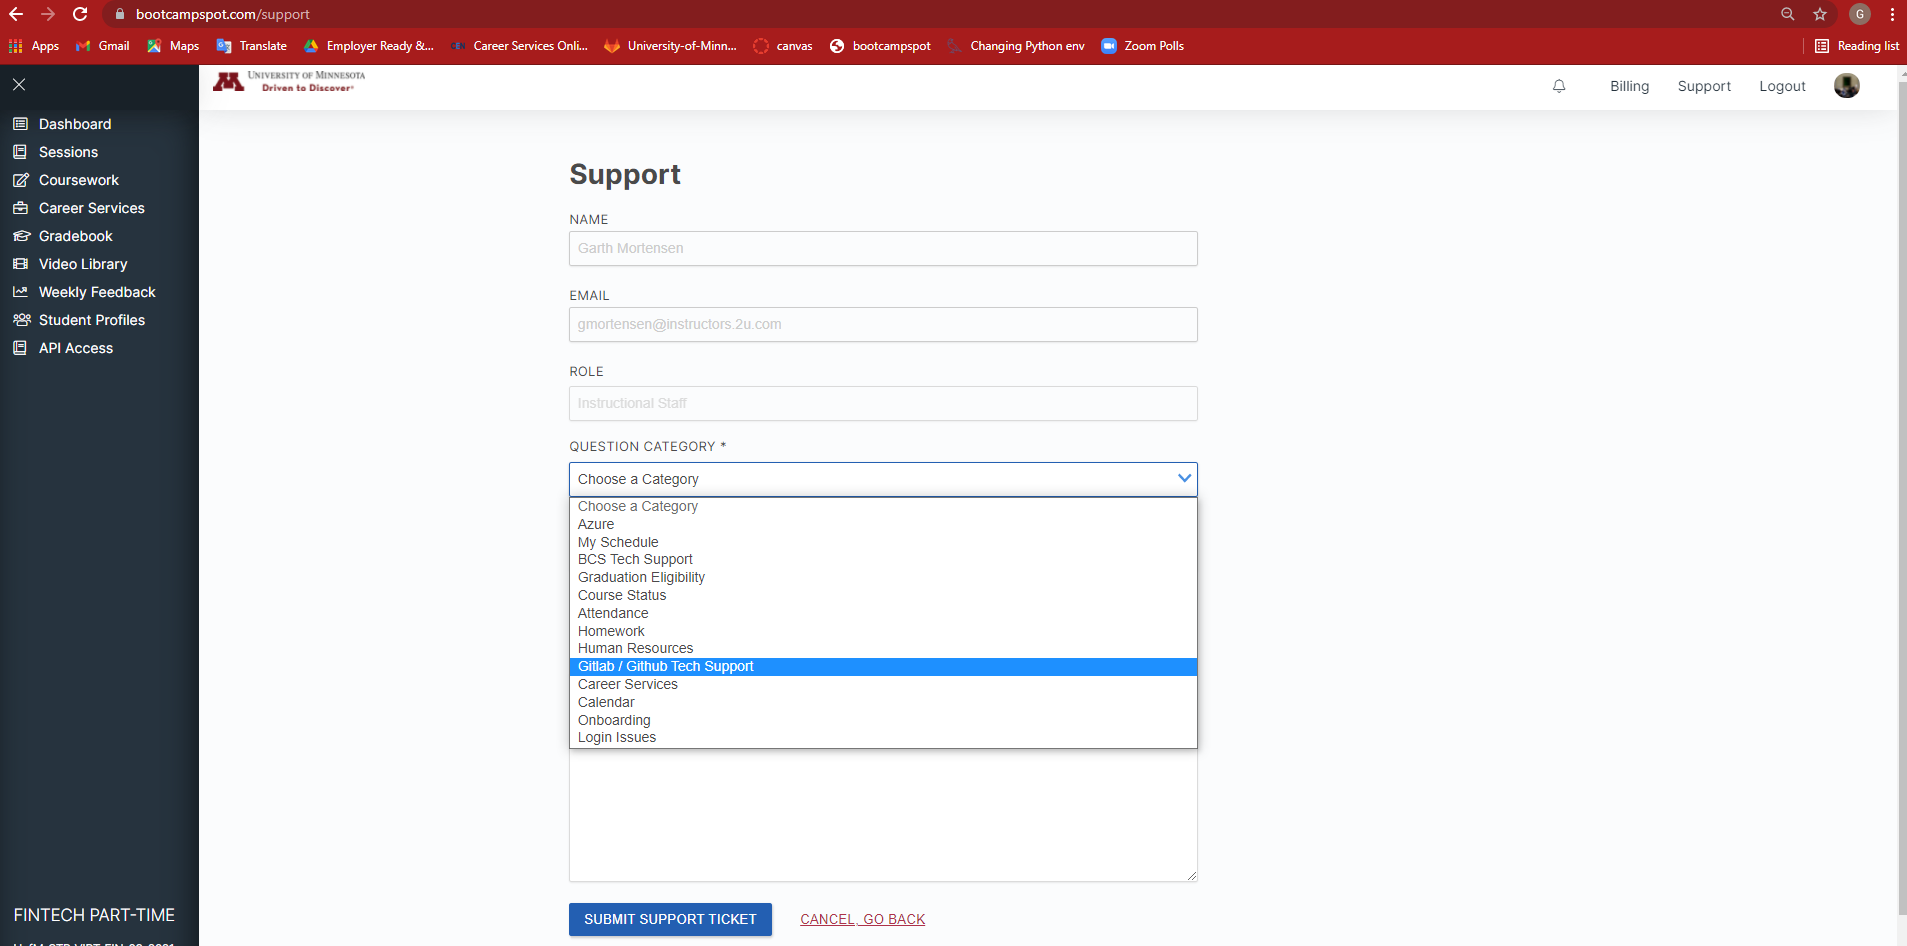 bootcampspot.com/support
G
Apps Gmail Maps Translate Employer Ready &... Career Services Onli... University-of-Minn... canvas bootcampspot Changing Python env Zoom Polls Reading list
UNIVERSITY OF MINNESOTA
Driven to Discover®
Billing Support Logout
Dashboard
Sessions
Coursework
Career Services
Gradebook
Video Library
Weekly Feedback
Student Profiles
API Access
Support
NAME
Garth Mortensen
EMAIL
gmortensen@instructors.2u.com
ROLE
Instructional Staff
QUESTION CATEGORY *
Choose a Category
Choose a Category
Azure
My Schedule
BCS Tech Support
Graduation Eligibility
Course Status
Attendance
Homework
Human Resources
Gitlab / Github Tech Support
Career Services
Calendar
Onboarding
Login Issues
SUBMIT SUPPORT TICKET CANCEL, GO BACK
FINTECH PART-TIME